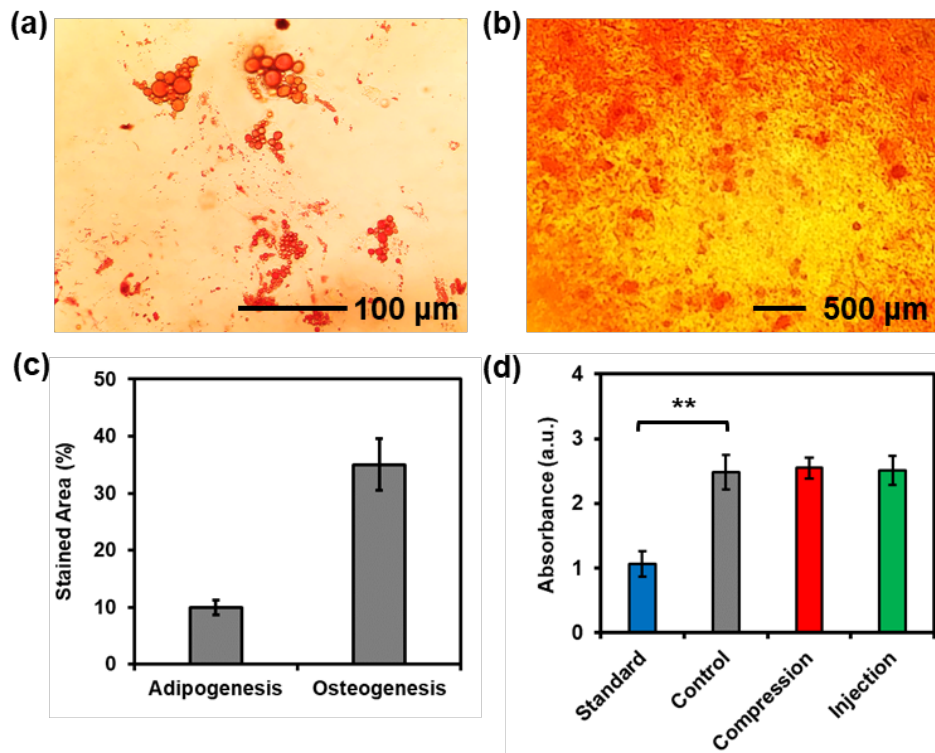 (a)
100 µm
(b)
500 µm
(c)
Stained Area (%)
50
40
30
20
10
0
Adipogenesis
Osteogenesis
(d)
Absorbance (a.u.)
4
3
2
1
0
**
Standard
Control
Compression
Injection